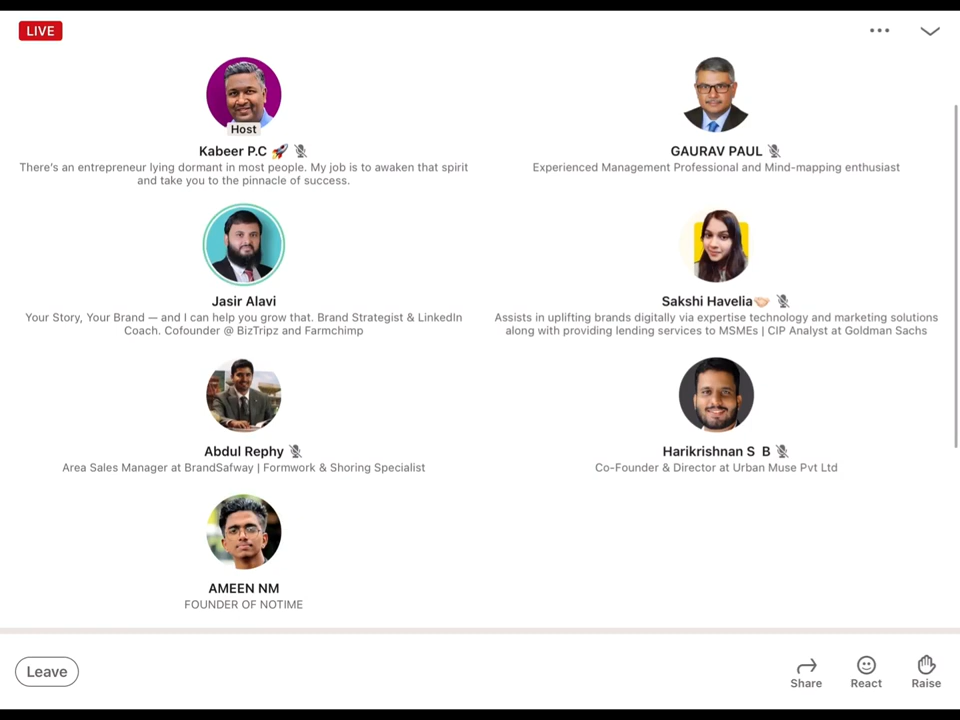 LIVE
Host
Kabeer P.C 🚀
There's an entrepreneur lying dormant in most people. My job is to awaken that spirit
and take you to the pinnacle of success.
GAURAV PAUL
Experienced Management Professional and Mind-mapping enthusiast
Jasir Alavi
Your Story, Your Brand — and I can help you grow that. Brand Strategist & LinkedIn
Coach. Cofounder @ BizTripz and Farmchimp
Sakshi Havelia🤝🏻
Assists in uplifting brands digitally via expertise technology and marketing solutions
along with providing lending services to MSMEs | CIP Analyst at Goldman Sachs
Abdul Rephy
Area Sales Manager at BrandSafway | Formwork & Shoring Specialist
Harikrishnan S B
Co-Founder & Director at Urban Muse Pvt Ltd
AMEEN NM
FOUNDER OF NOTIME
Leave
Share
React
Raise